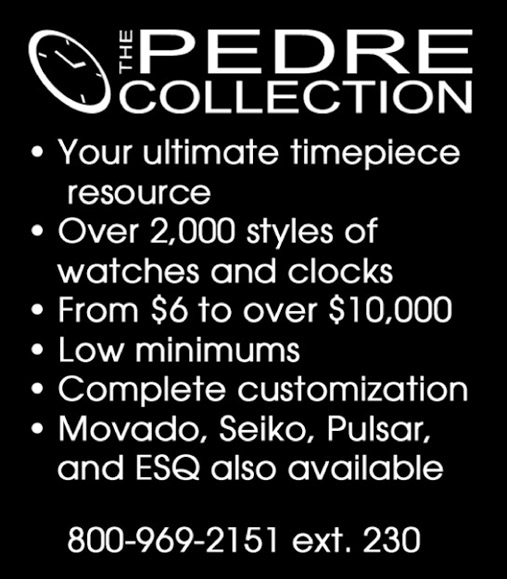 THE PEDRE
COLLECTION
• Your ultimate timepiece
resource
• Over 2,000 styles of
watches and clocks
• From $6 to over $10,000
• Low minimums
• Complete customization
• Movado, Seiko, Pulsar,
and ESQ also available
800-969-2151 ext. 230